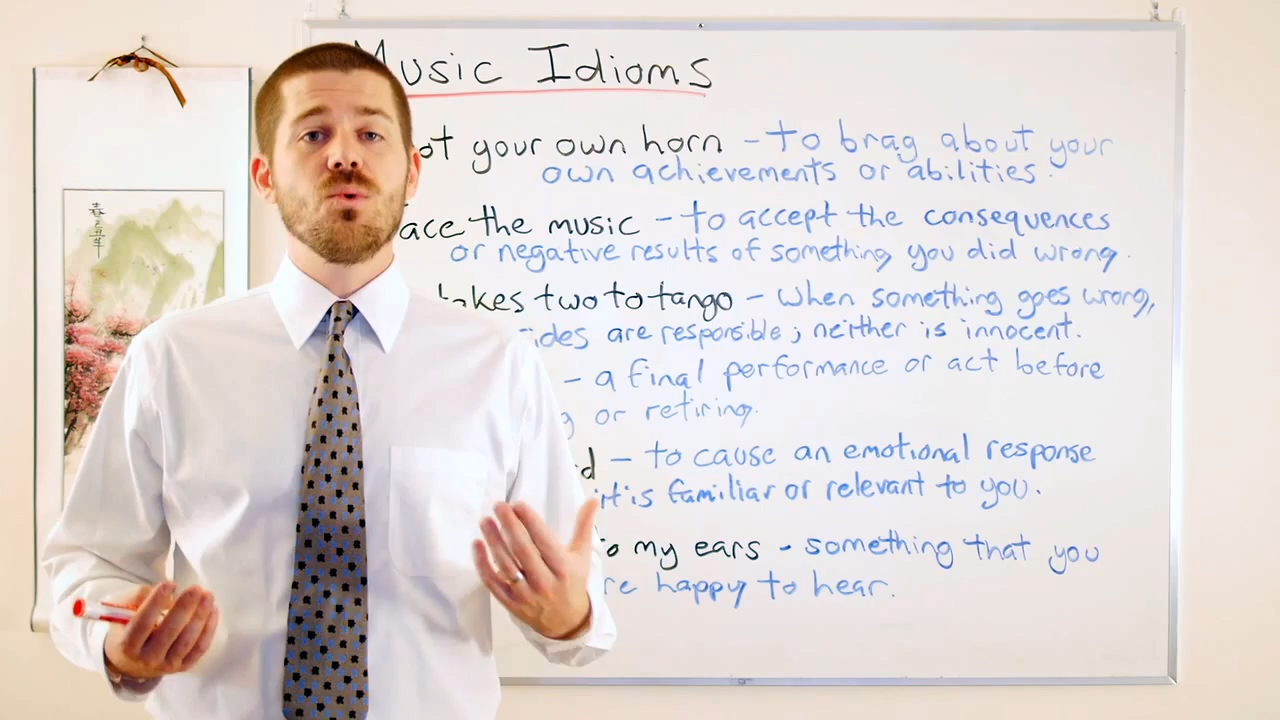 春
Music Idioms
ot your own horn - to brag about your
own achievements or abilities.
ace the music - to accept the consequences
or negative results of something you did wrong.
takes two to tango - when something goes wrong,
ides are responsible; neither is innocent.
- a final performance or act before
g or retiring.
d - to cause an emotional response
it is familiar or relevant to you.
to my ears - something that you
re happy to hear.